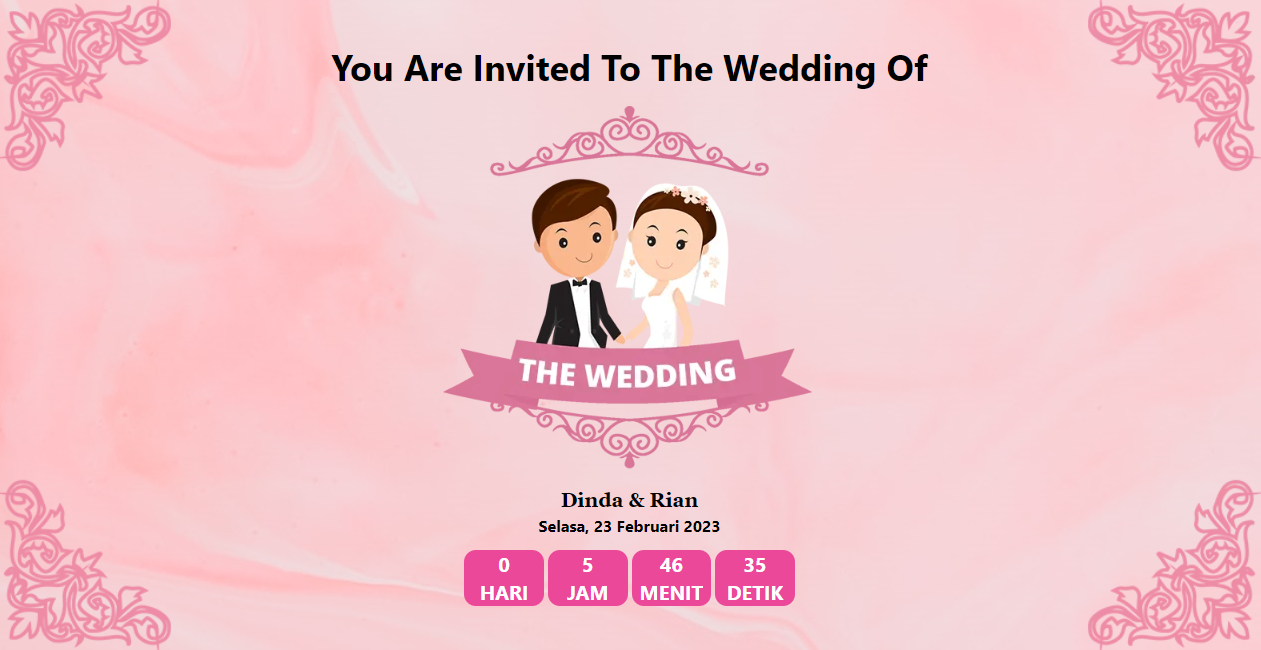 You Are Invited To The Wedding Of
THE WEDDING
Dinda & Rian
Selasa, 23 Februari 2023
0 5 46 35
HARI JAM MENIT DETIK